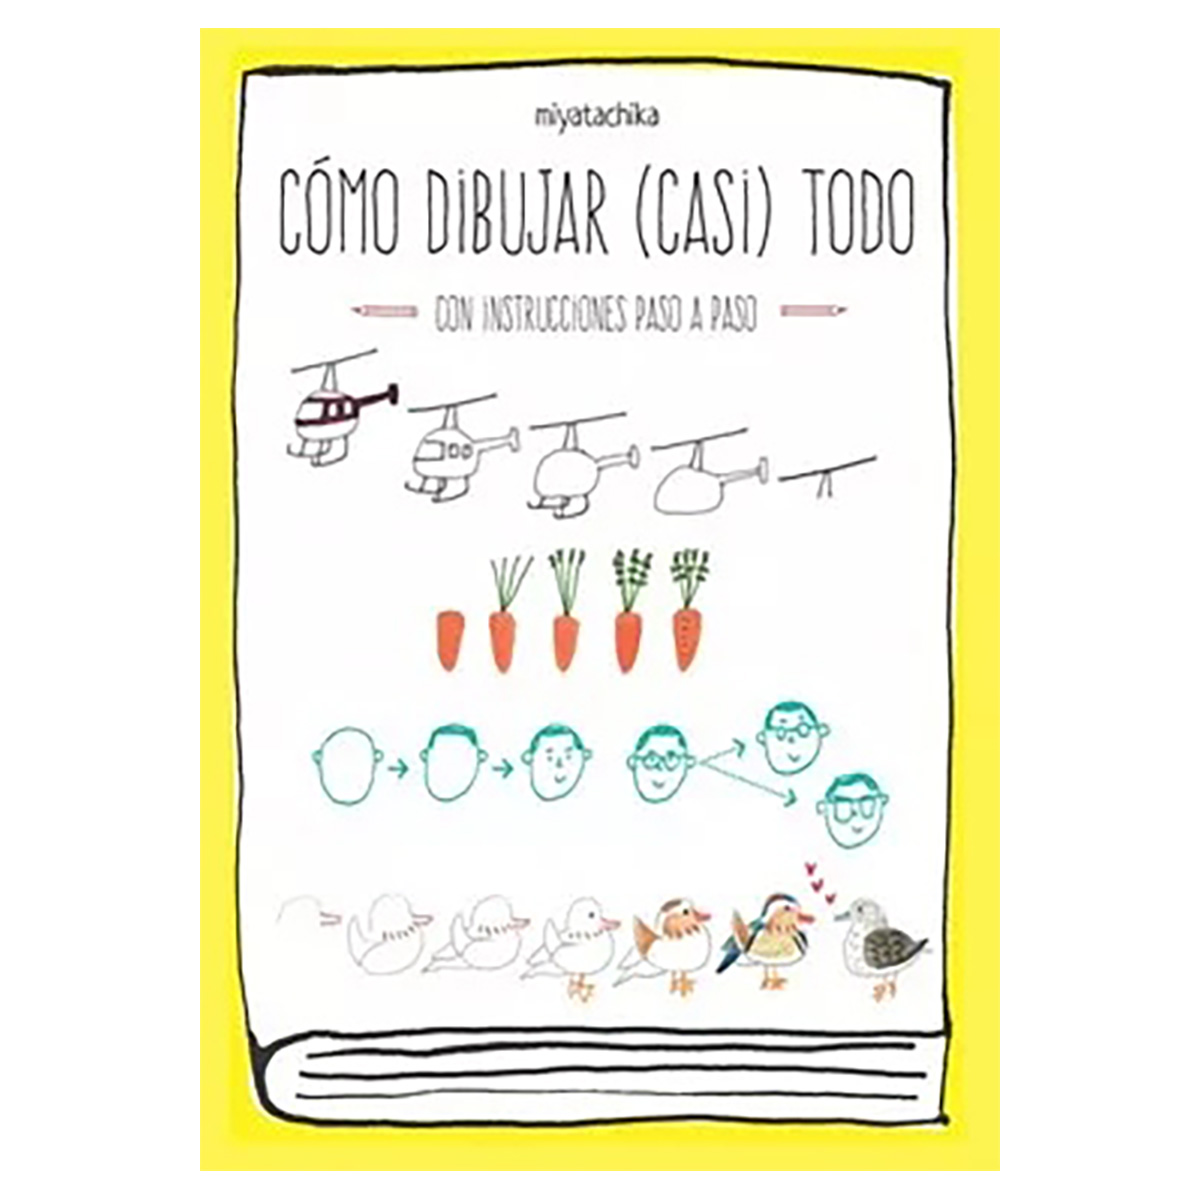 miyatachika
CÓMO DIBUJAR (CASI) TODO
CON INSTRUCCIONES PASO A PASO